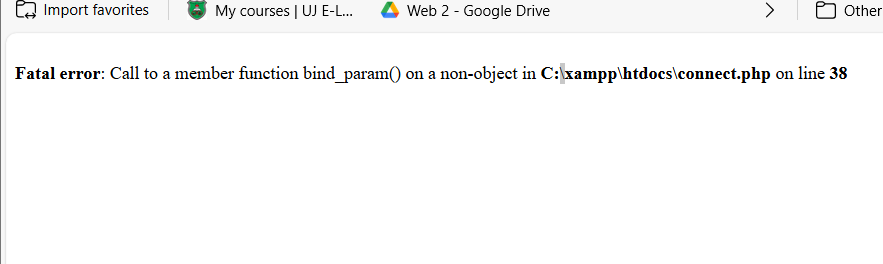 Import favorites My courses | UJ E-L... Web 2 - Google Drive Other
Fatal error: Call to a member function bind_param() on a non-object in C:\xampp\htdocs\connect.php on line 38